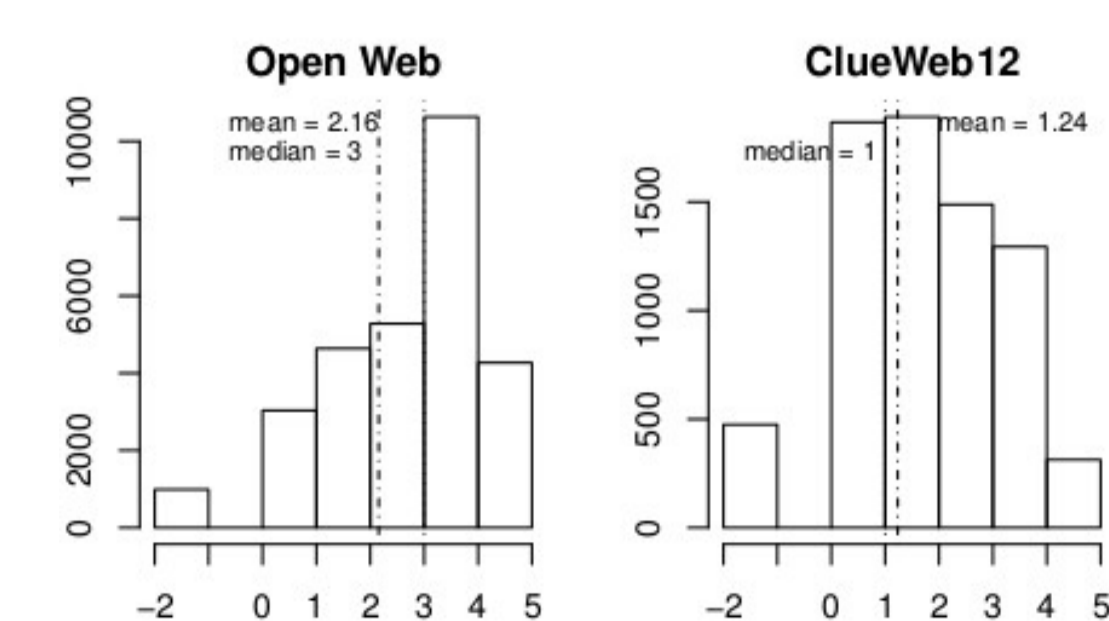 Open Web
mean = 2.16
median = 3
10000
6000
2000
0
−2 0 1 2 3 4 5
ClueWeb12
mean = 1.24
median = 1
1500
1000
500
0
−2 0 1 2 3 4 5